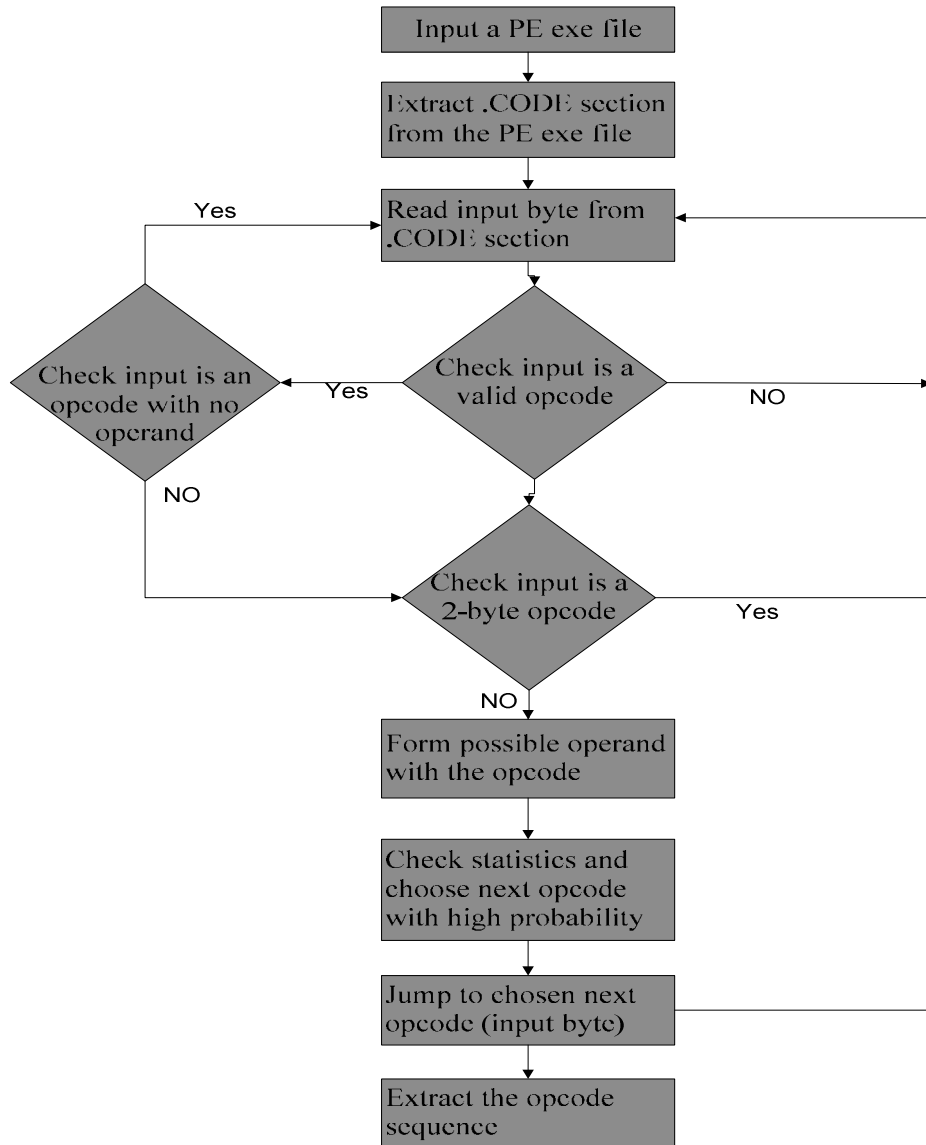 Input a PE exe file
Extract .CODE section
from the PE exe file
Read input byte from
.CODE section
Yes
Check input is a
valid opcode
Check input is an
opcode with no
operand
Yes
NO
NO
Check input is a
2-byte opcode
Yes
NO
Form possible operand
with the opcode
Check statistics and
choose next opcode
with high probability
Jump to chosen next
opcode (input byte)
Extract the opcode
sequence